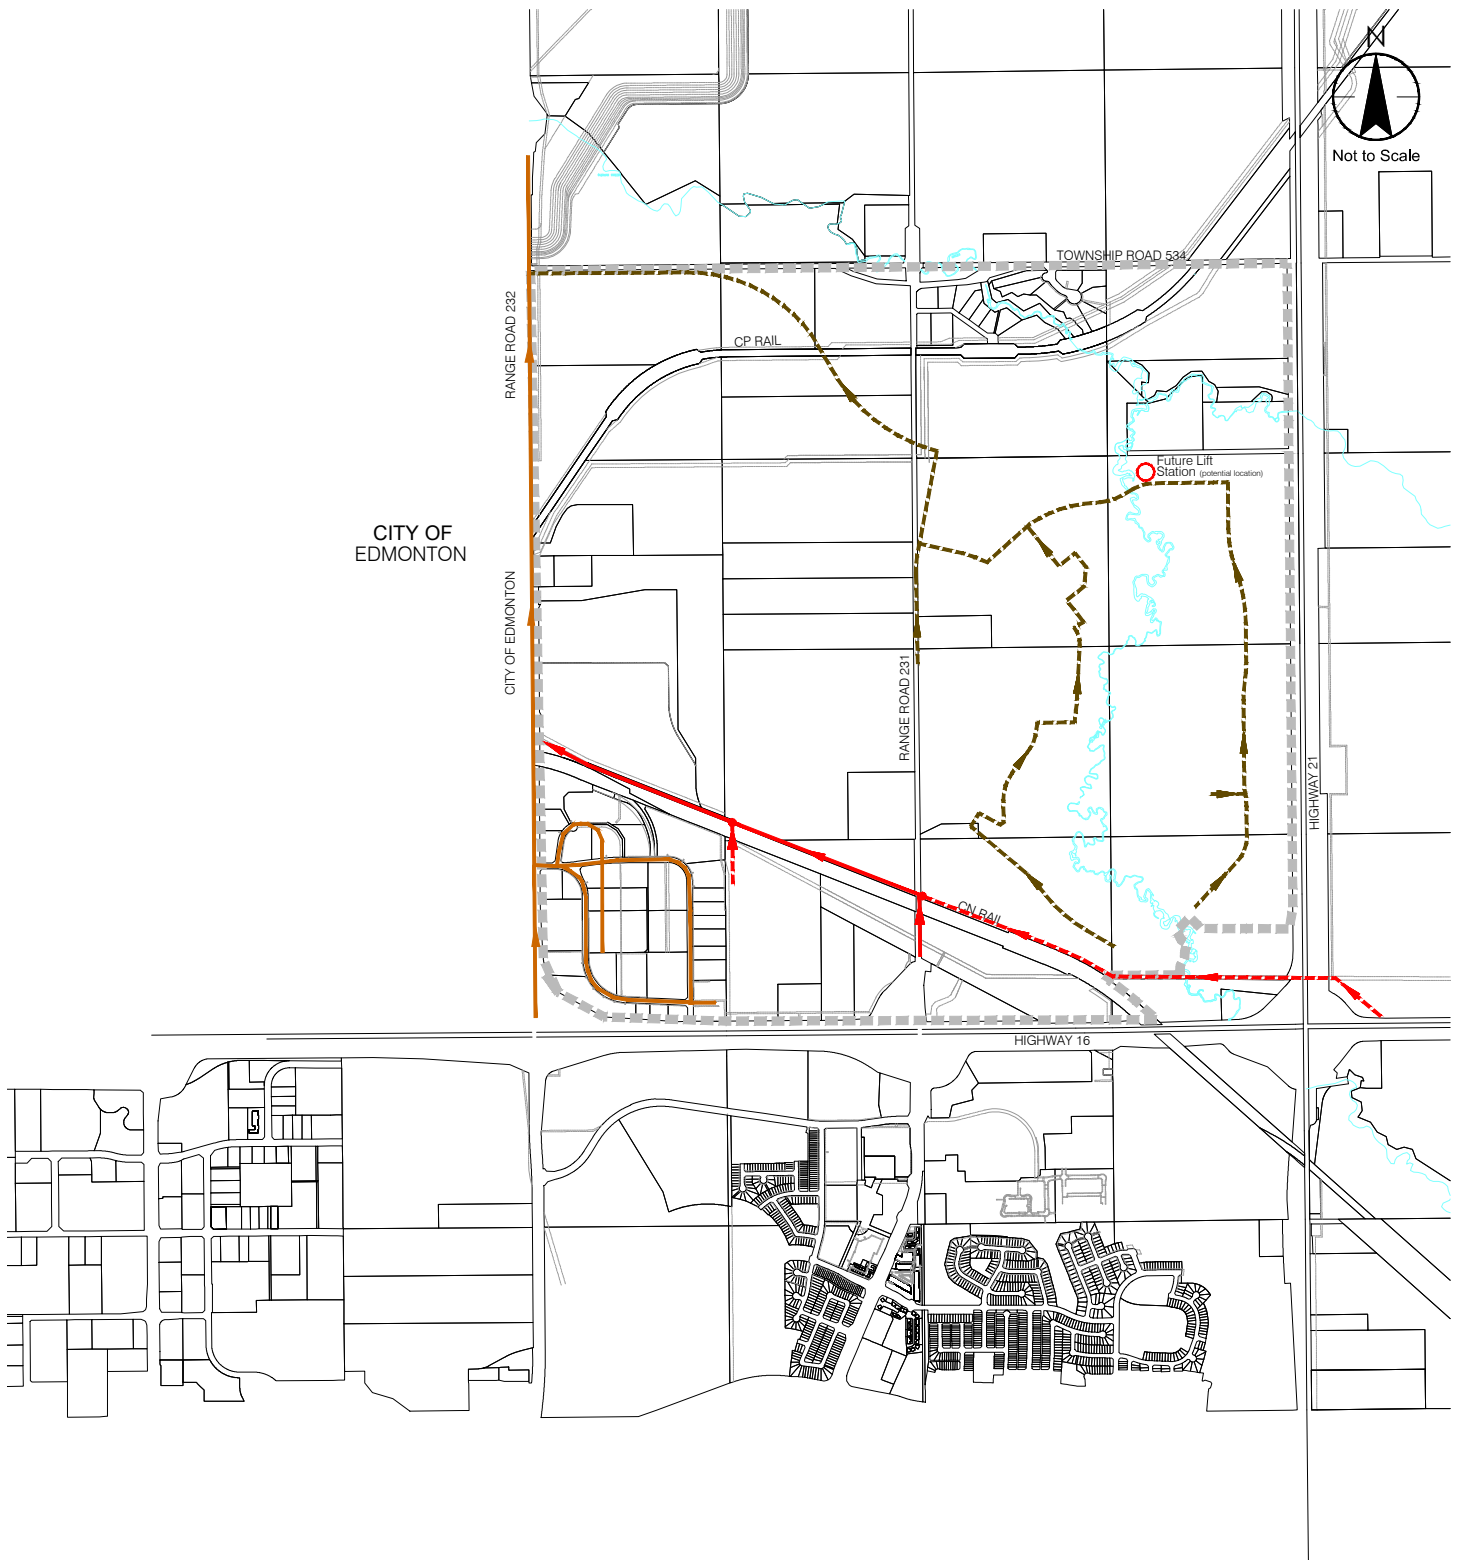 N
Not to Scale
TOWNSHIP ROAD 534
RANGE ROAD 232
CP RAIL
Future Lift
Station (potential location)
CITY OF
EDMONTON
CITY OF EDMONTON
RANGE ROAD 231
HIGHWAY 21
CN RAIL
HIGHWAY 16